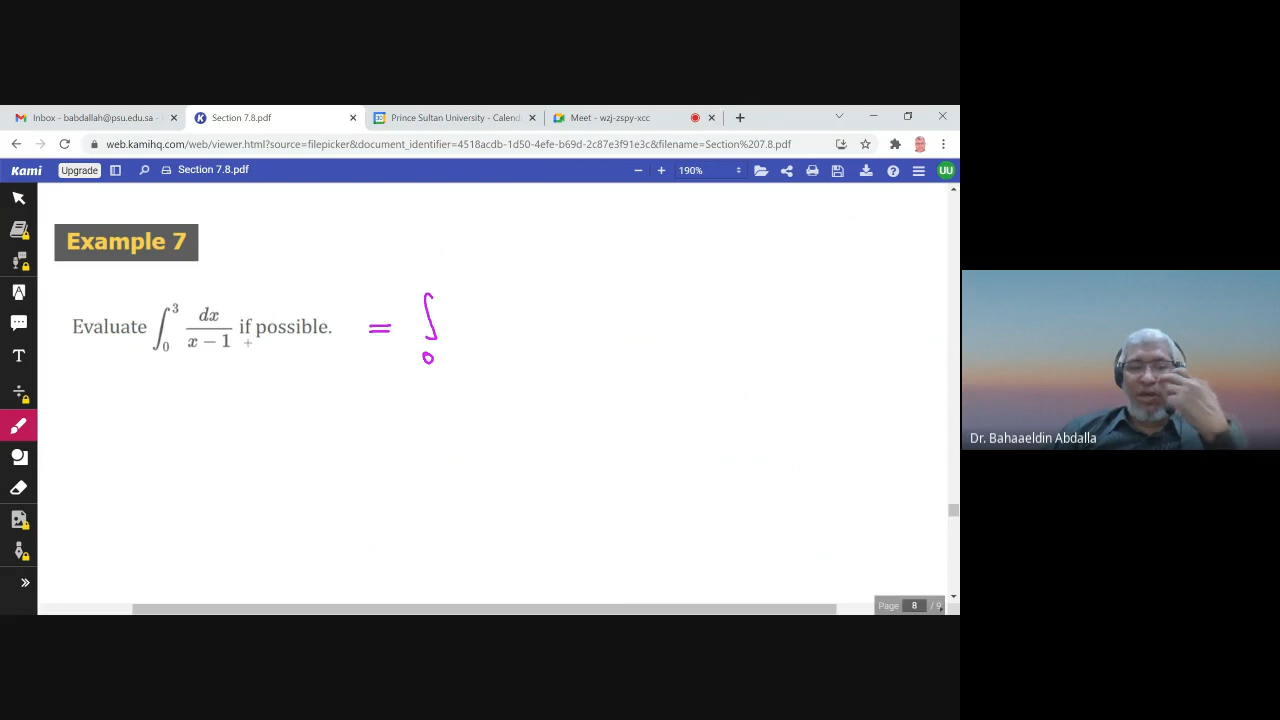 Inbox - babdallah@psu.edu.sa -
Section 7.8.pdf
Prince Sultan University - Calend
Meet - wzj-zspy-xcc
web.kamihq.com/web/viewer.html?source=filepicker&document_identifier=4518acdb-1d50-4efe-b69d-2c87e3f91e3c&filename=Section%207.8.pdf
Kami Upgrade Section 7.8.pdf 190% UU
Example 7
Evaluate ∫₀³ dx/(x − 1) if possible. = ∫₀
Dr. Bahaaeldin Abdalla
Page 8 / 9